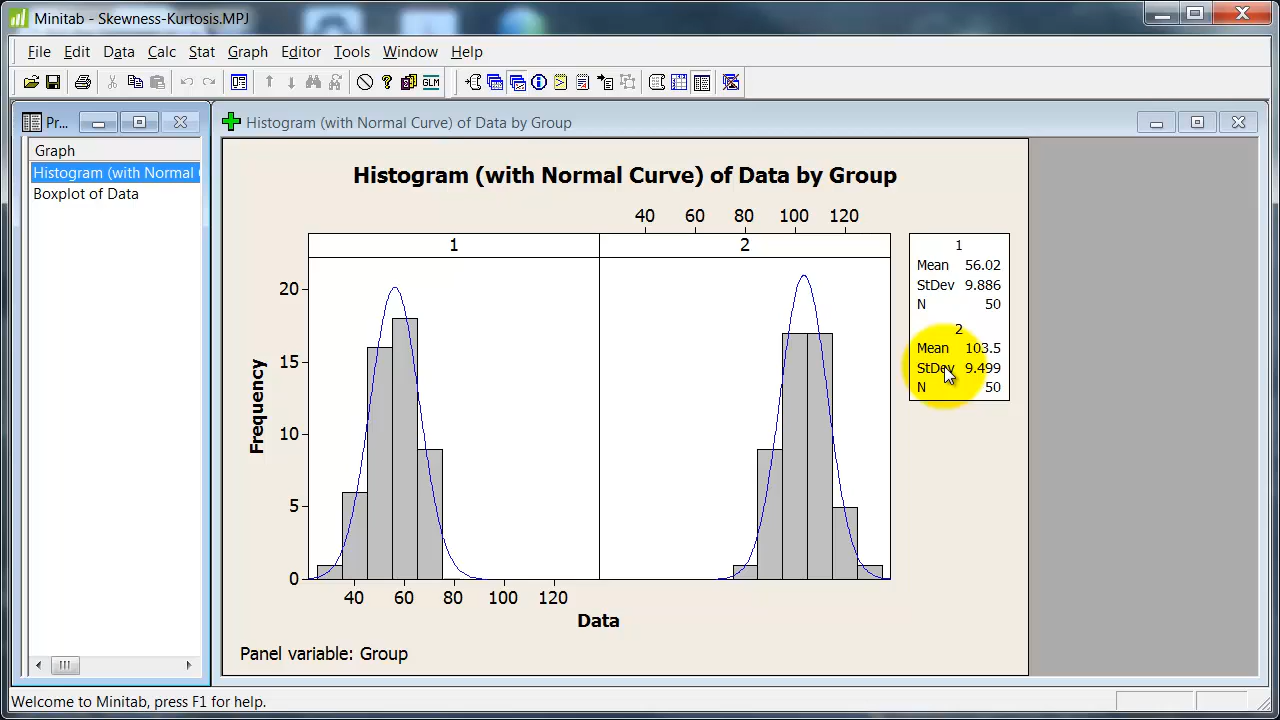 Minitab - Skewness-Kurtosis.MPJ
File Edit Data Calc Stat Graph Editor Tools Window Help
GLM
Pr...
Histogram (with Normal Curve) of Data by Group
Graph
Histogram (with Normal
Boxplot of Data
Histogram (with Normal Curve) of Data by Group
40 60 80 100 120
1 2
20
15
10
5
0
Frequency
40 60 80 100 120
Data
Panel variable: Group
1
Mean 56.02
StDev 9.886
N 50
2
Mean 103.5
StDev 9.499
N 50
Welcome to Minitab, press F1 for help.